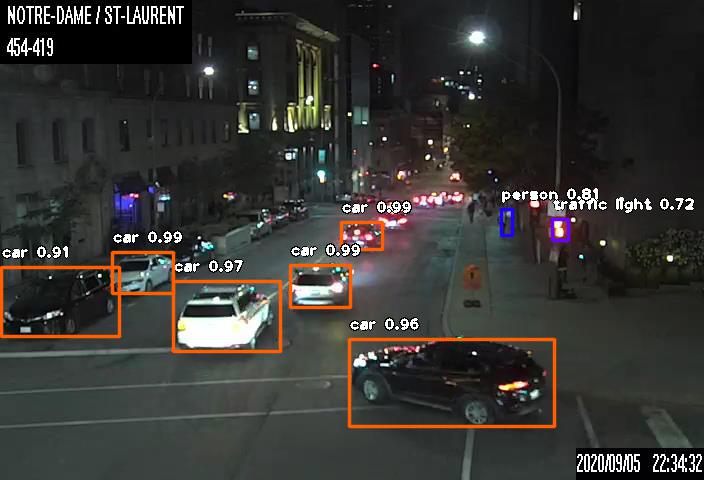 NOTRE-DAME / ST-LAURENT
454-419
person 0.81
traffic light 0.72
car 0.99
car 0.99
car 0.91
car 0.97
car 0.99
car 0.96
2020/09/05 22:34:32